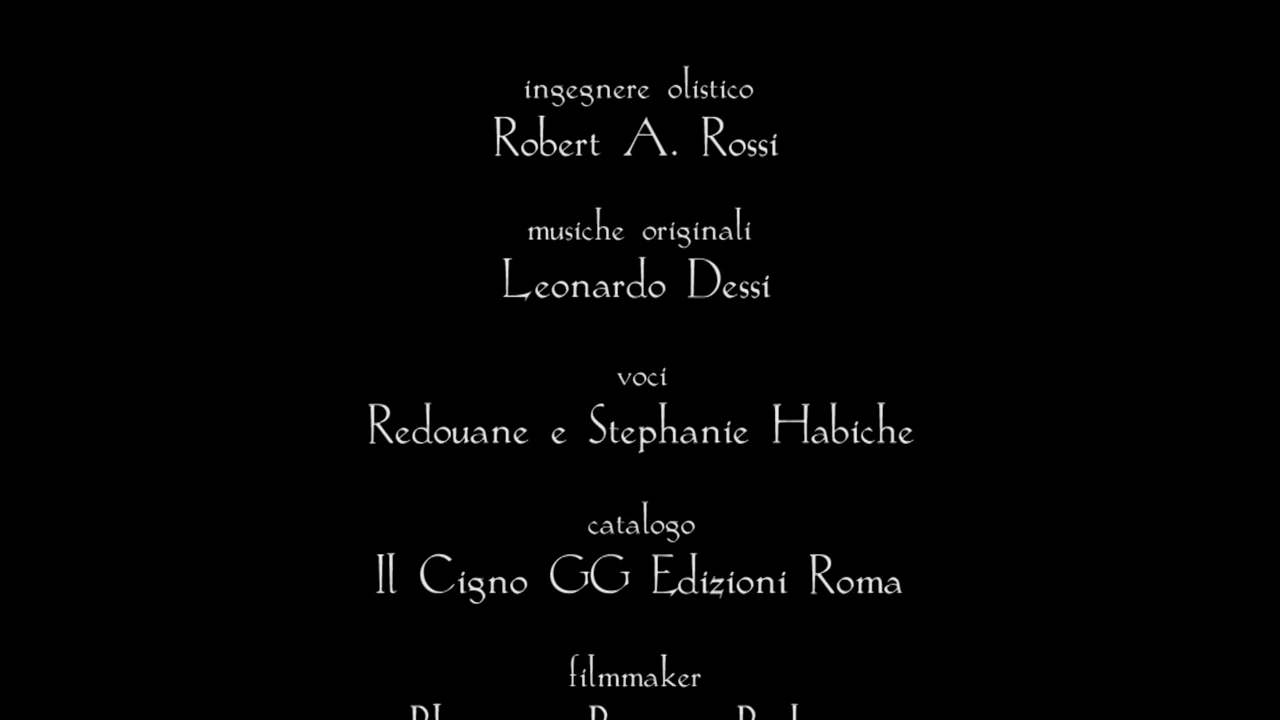 ingegnere olistico
Robert A. Rossi
musiche originali
Leonardo Dessi
voci
Redouane e Stephanie Habiche
catalogo
Il Cigno GG Edizioni Roma
filmmaker